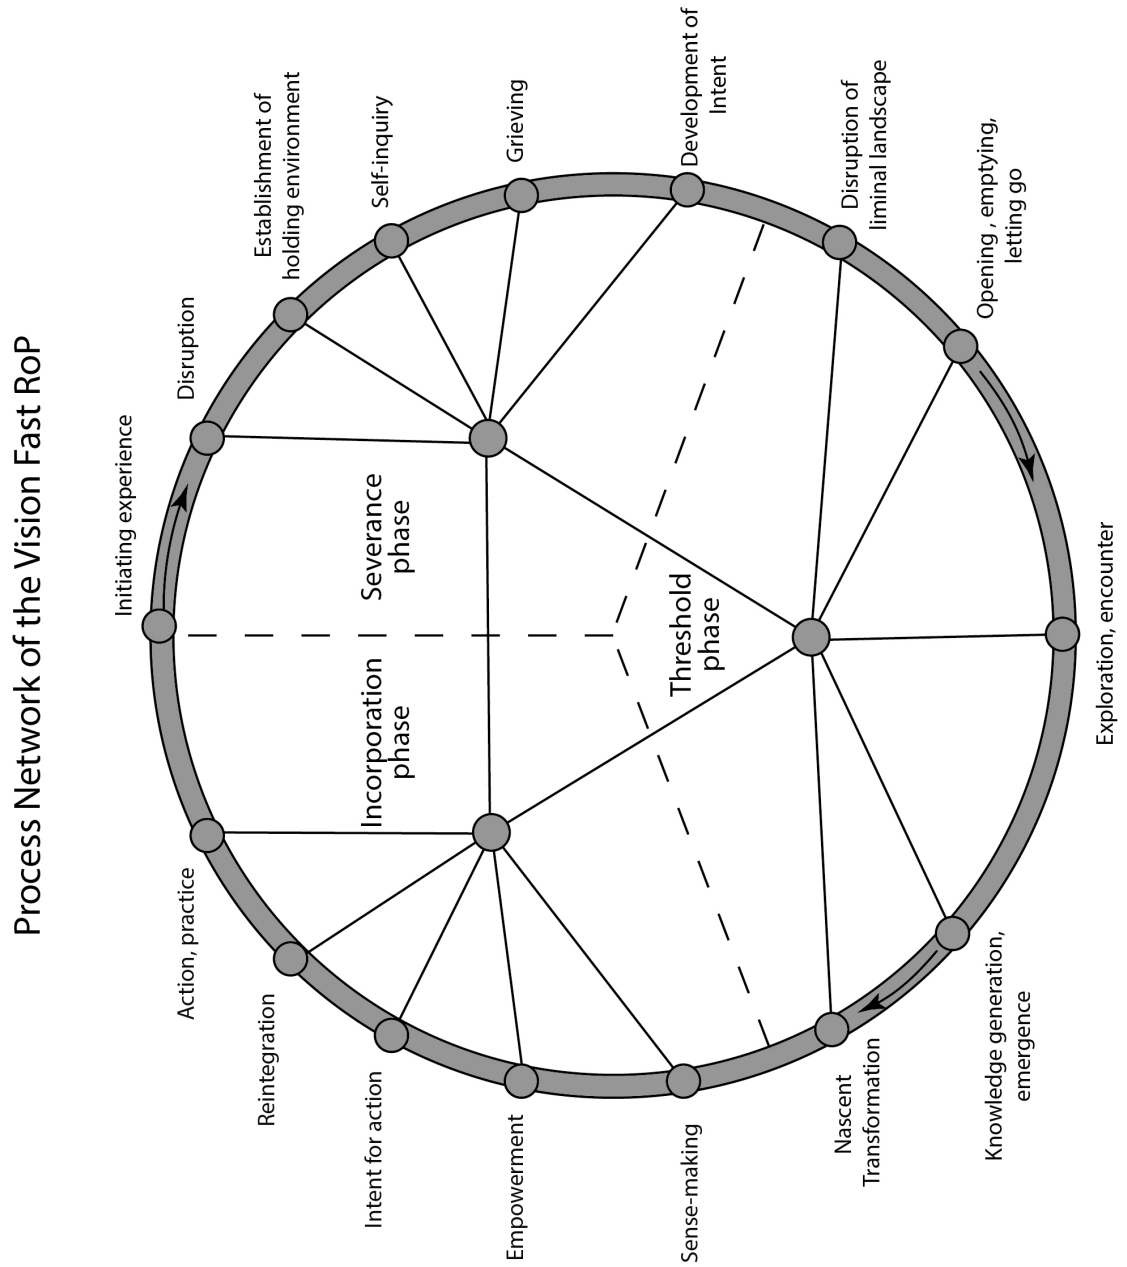 Process Network of the Vision Fast RoP
Initiating experience
Disruption
Establishment of
holding environment
Self-inquiry
Grieving
Development of
Intent
Disruption of
liminal landscape
Opening , emptying,
letting go
Exploration, encounter
Knowledge generation,
emergence
Nascent
Transformation
Sense-making
Empowerment
Intent for action
Reintegration
Action, practice
Severance
phase
Threshold
phase
Incorporation
phase